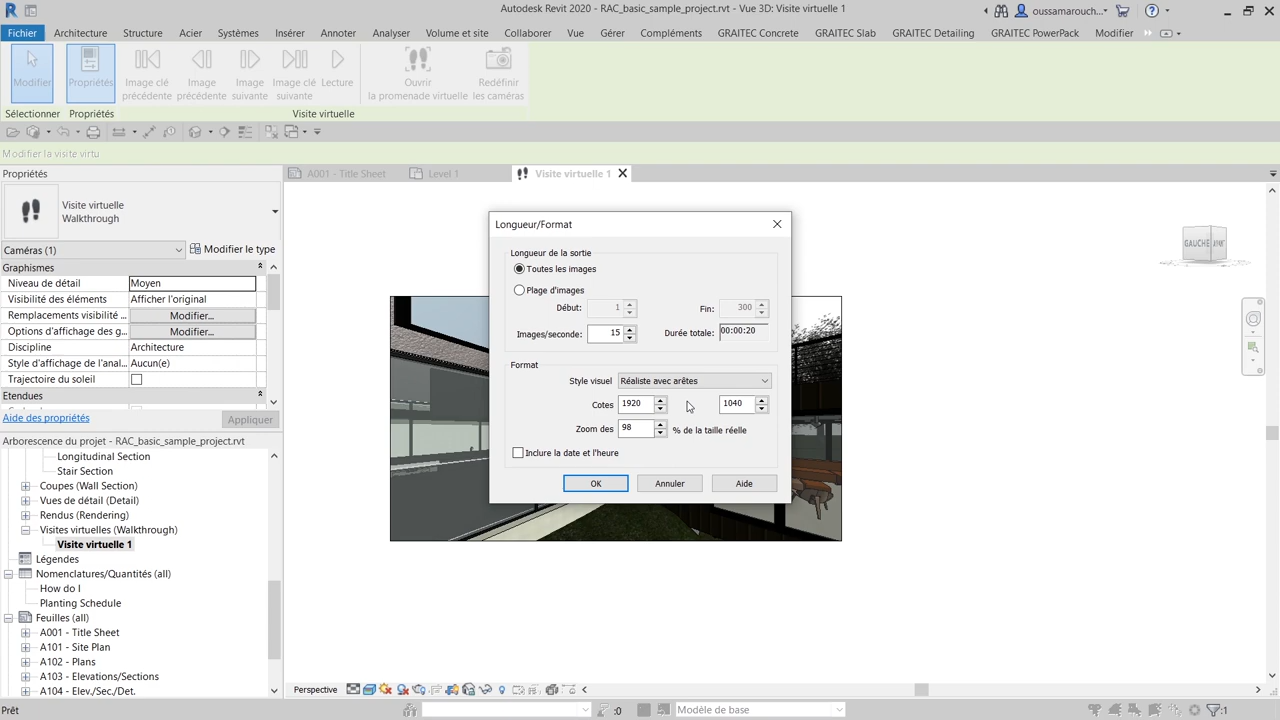 Autodesk Revit 2020 - RAC_basic_sample_project.rvt - Vue 3D: Visite virtuelle 1
oussamarouch...
Fichier Architecture Structure Acier Systèmes Insérer Annoter Analyser Volume et site Collaborer Vue Gérer Compléments GRAITEC Concrete GRAITEC Slab GRAITEC Detailing GRAITEC PowerPack Modifier
Modifier
Propriétés
Image clé
précédente
Image
précédente
Image
suivante
Image clé
suivante
Lecture
Ouvrir
la promenade virtuelle
Redéfinir
les caméras
Sélectionner Propriétés Visite virtuelle
Modifier la visite virtu
Propriétés
A001 - Title Sheet Level 1 Visite virtuelle 1
Visite virtuelle
Walkthrough
Caméras (1) Modifier le type
Graphismes
Niveau de détail Moyen
Visibilité des éléments Afficher l'original
Remplacements visibilité ... Modifier...
Options d'affichage des g... Modifier...
Discipline Architecture
Style d'affichage de l'anal... Aucun(e)
Trajectoire du soleil
Etendues
Aide des propriétés Appliquer
Arborescence du projet - RAC_basic_sample_project.rvt
Longitudinal Section
Stair Section
Coupes (Wall Section)
Vues de détail (Detail)
Rendus (Rendering)
Visites virtuelles (Walkthrough)
Visite virtuelle 1
Légendes
Nomenclatures/Quantités (all)
How do I
Planting Schedule
Feuilles (all)
A001 - Title Sheet
A101 - Site Plan
A102 - Plans
A103 - Elevations/Sections
A104 - Elev./Sec./Det.
Longueur/Format
Longueur de la sortie
Toutes les images
Plage d'images
Début: 1 Fin: 300
Images/seconde: 15 Durée totale: 00:00:20
Format
Style visuel Réaliste avec arêtes
Cotes 1920 1040
Zoom des 98 % de la taille réelle
Inclure la date et l'heure
OK Annuler Aide
GAUCHE
Perspective
Prêt :0 Modèle de base :1